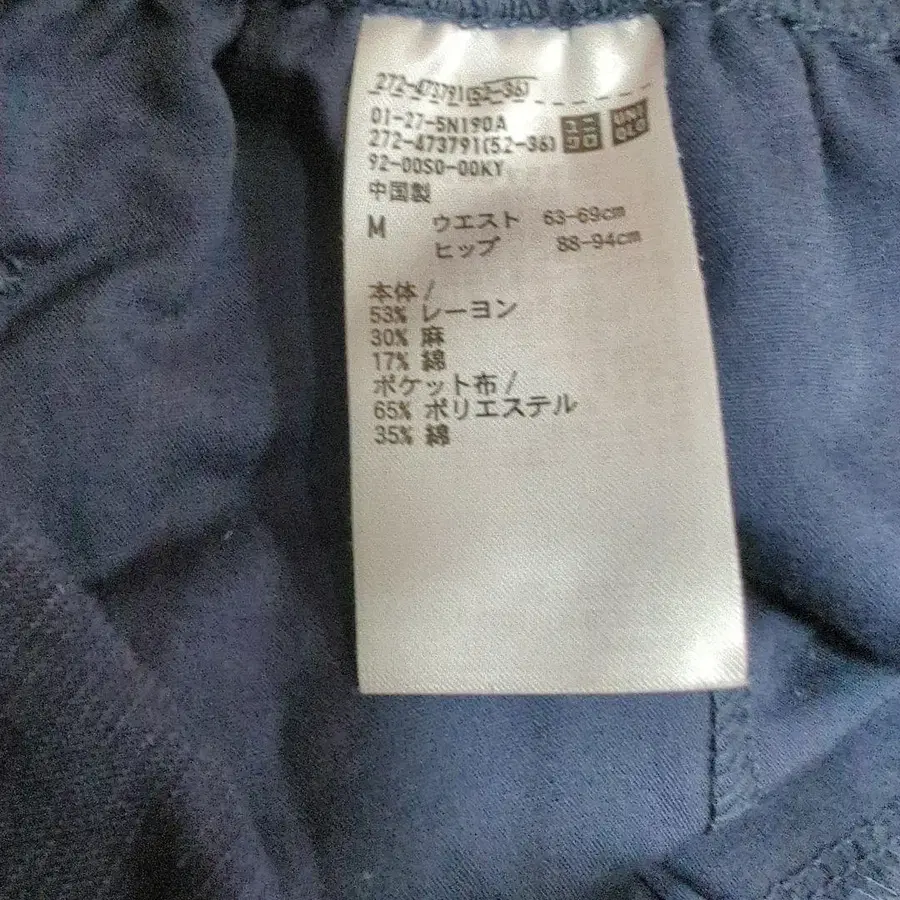 272-473791(52-36)
01-27-5N190A
272-473791(52-36)
92-00S0-00KY
ユニ
クロ
UNI
QLO
中国製
M ウエスト 63-69cm
ヒップ 88-94cm
本体/
53% レーヨン
30% 麻
17% 綿
ポケット布/
65% ポリエステル
35% 綿